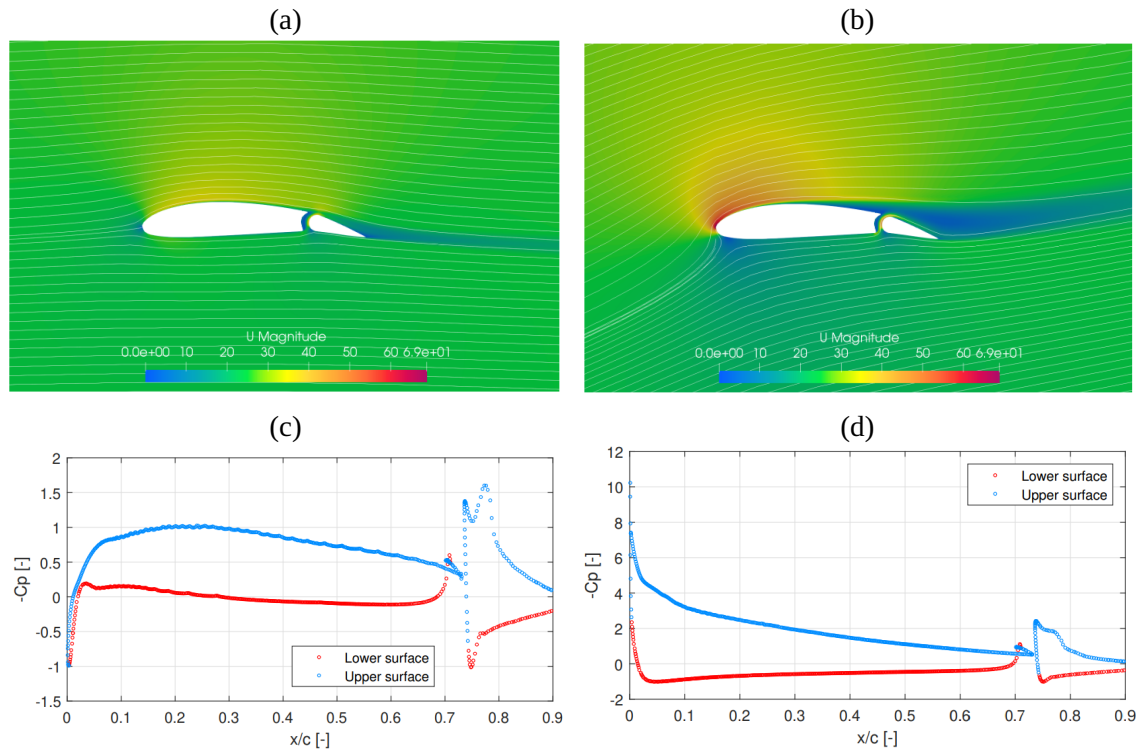 (a)
(b)
U Magnitude
0.0e+00 10 20 30 40 50 60 6.9e+01
U Magnitude
0.0e+00 10 20 30 40 50 60 6.9e+01
(c)
(d)
2
1.5
1
0.5
0
-0.5
-1
-1.5
-Cp [-]
Lower surface
Upper surface
0 0.1 0.2 0.3 0.4 0.5 0.6 0.7 0.8 0.9
x/c [-]
12
10
8
6
4
2
0
-2
-Cp [-]
Lower surface
Upper surface
0 0.1 0.2 0.3 0.4 0.5 0.6 0.7 0.8 0.9
x/c [-]